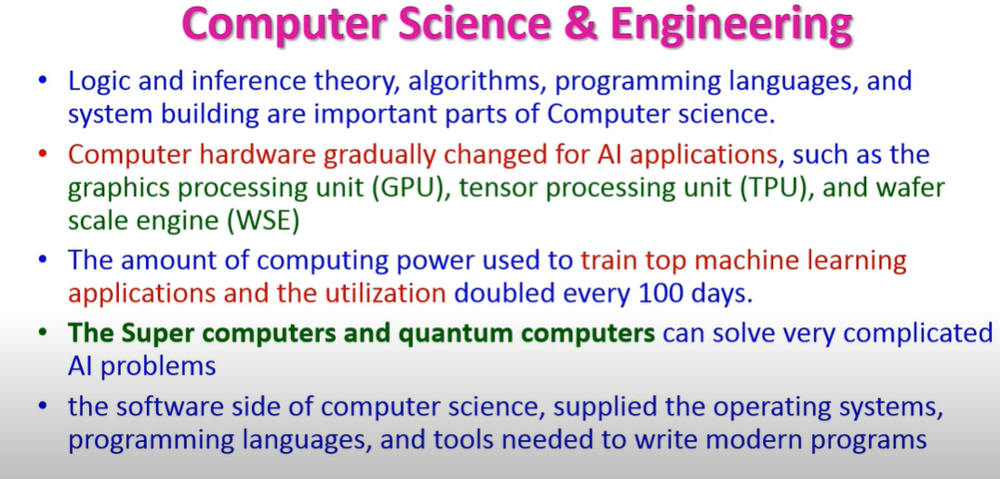 Computer Science & Engineering
• Logic and inference theory, algorithms, programming languages, and
system building are important parts of Computer science.
• Computer hardware gradually changed for AI applications, such as the
graphics processing unit (GPU), tensor processing unit (TPU), and wafer
scale engine (WSE)
• The amount of computing power used to train top machine learning
applications and the utilization doubled every 100 days.
• The Super computers and quantum computers can solve very complicated
AI problems
• the software side of computer science, supplied the operating systems,
programming languages, and tools needed to write modern programs